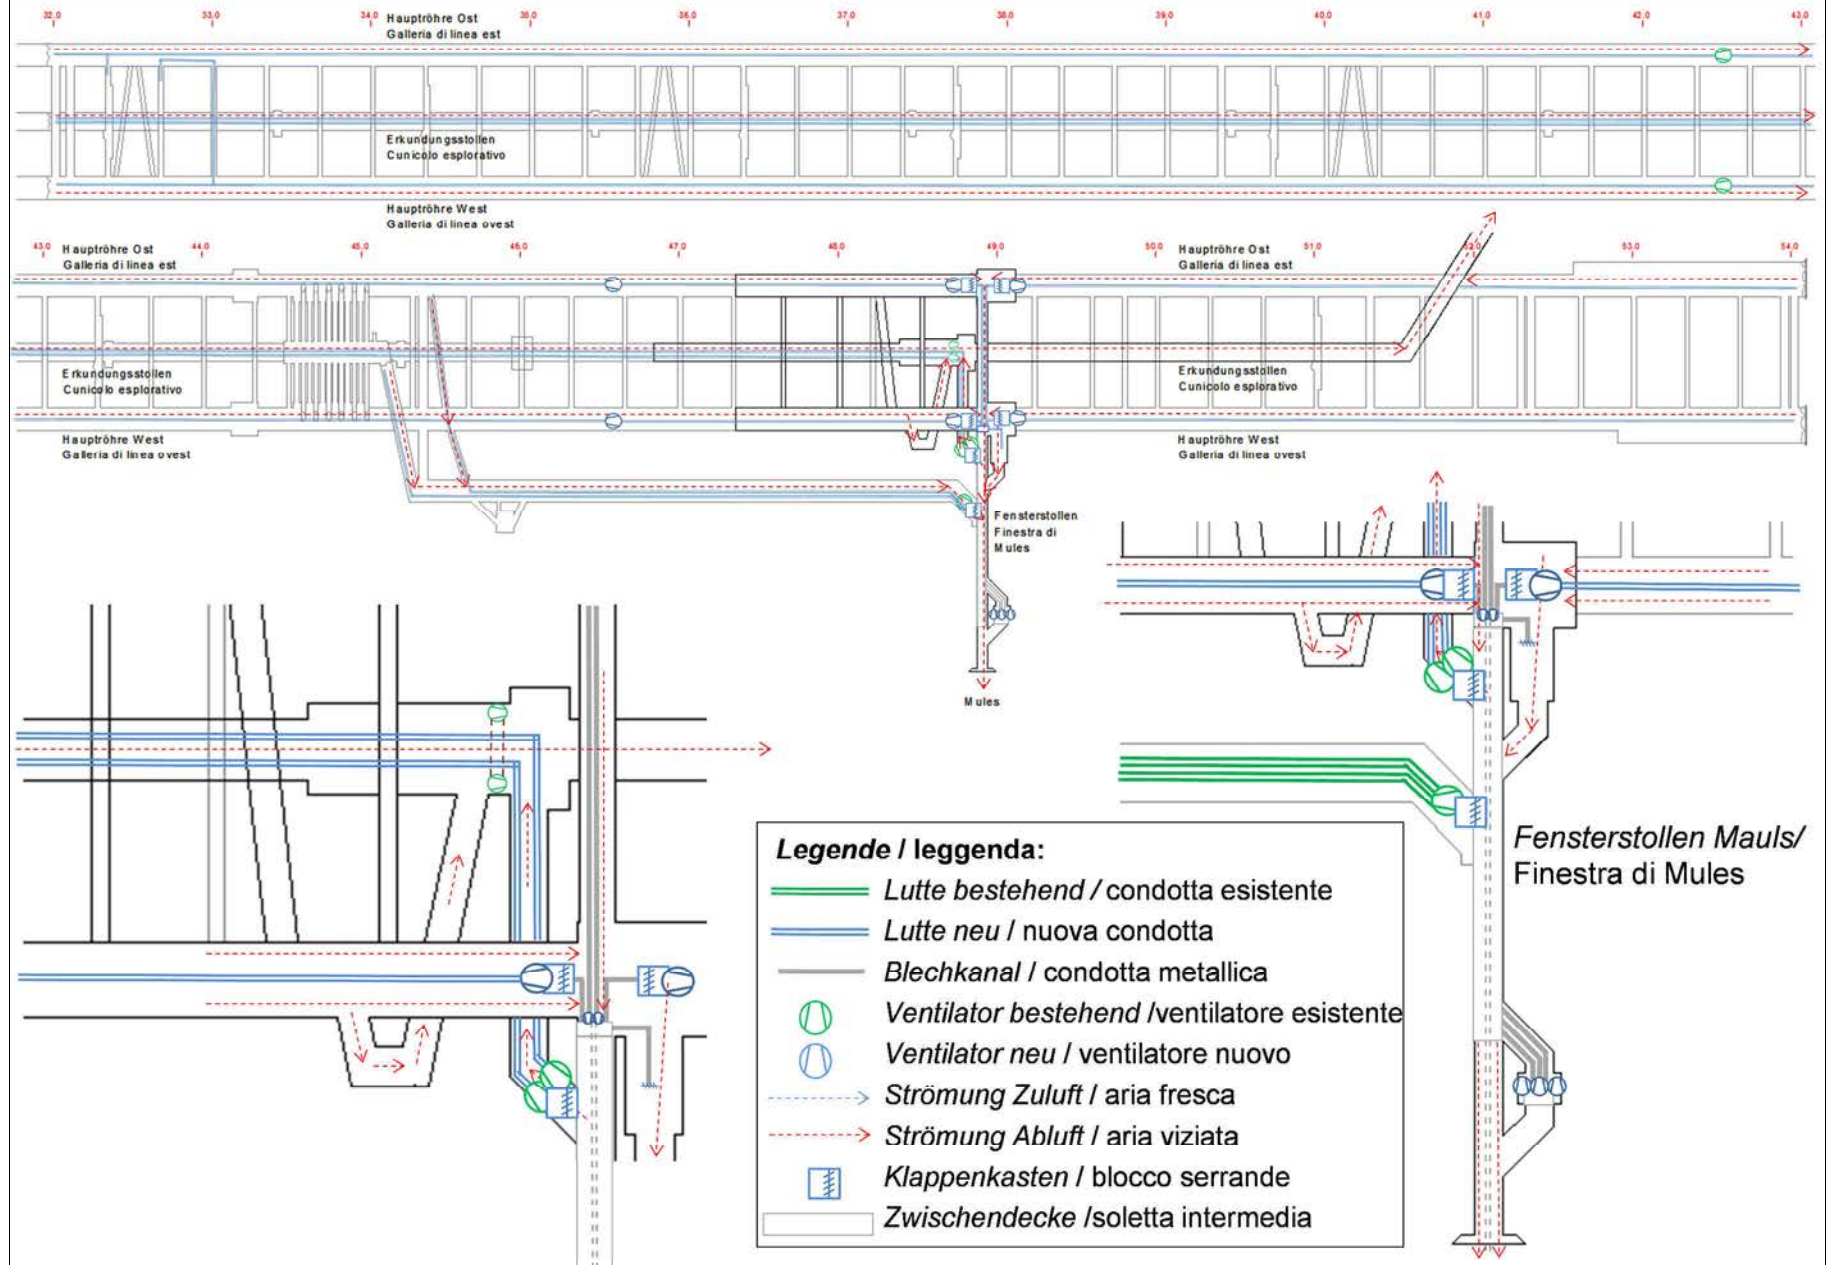 32.0 33.0 34.0 35.0 36.0 37.0 38.0 39.0 40.0 41.0 42.0 43.0
Hauptröhre Ost
Galleria di linea est
Erkundungsstollen
Cunicolo esplorativo
Hauptröhre West
Galleria di linea ovest
43.0 44.0 45.0 46.0 47.0 48.0 49.0 50.0 51.0 52.0 53.0 54.0
Hauptröhre Ost
Galleria di linea est
Hauptröhre Ost
Galleria di linea est
Erkundungsstollen
Cunicolo esplorativo
Erkundungsstollen
Cunicolo esplorativo
Hauptröhre West
Galleria di linea ovest
Hauptröhre West
Galleria di linea ovest
Fensterstollen
Finestra di
Mules
Mules
Fensterstollen Mauls/
Finestra di Mules
Legende / leggenda:
Lutte bestehend / condotta esistente
Lutte neu / nuova condotta
Blechkanal / condotta metallica
Ventilator bestehend /ventilatore esistente
Ventilator neu / ventilatore nuovo
Strömung Zuluft / aria fresca
Strömung Abluft / aria viziata
Klappenkasten / blocco serrande
Zwischendecke /soletta intermedia